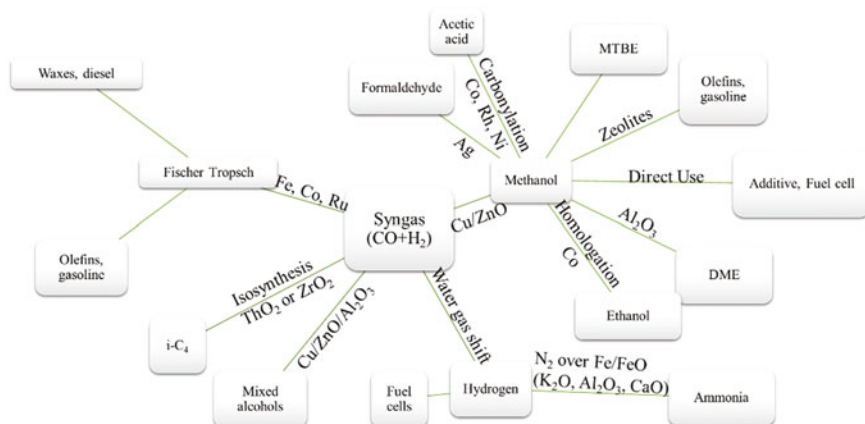 Acetic
acid
MTBE
Waxes, diesel
Formaldehyde
Carbonylation
Co, Rh, Ni
Olefins,
gasoline
Zeolites
Ag
Fischer Tropsch
Fe, Co, Ru
Methanol
Direct Use
Additive, Fuel cell
Syngas
(CO+H₂)
Cu/ZnO
Al₂O₃
Homologation
Co
Olefins,
gasoline
Isosynthesis
ThO₂ or ZrO₂
DME
Ethanol
Water gas shift
Cu/ZnO/Al₂O₃
i-C₄
N₂ over Fe/FeO
(K₂O, Al₂O₃, CaO)
Mixed
alcohols
Fuel
cells
Hydrogen
Ammonia